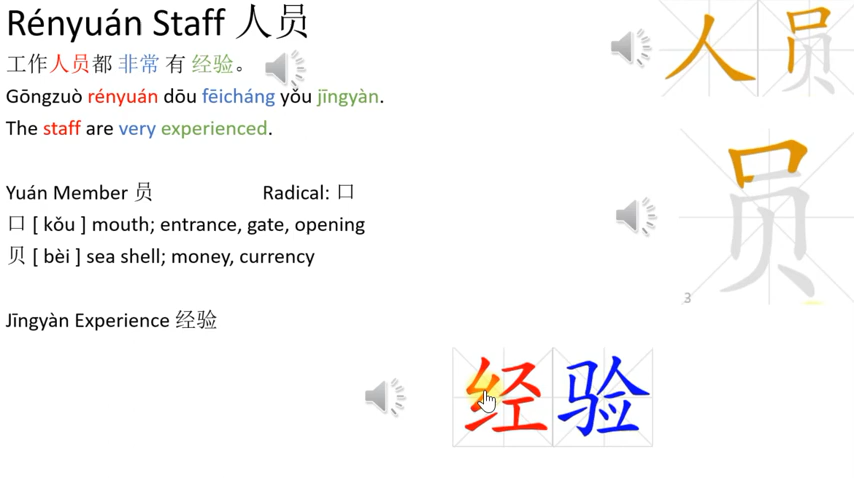 Rényuán Staff 人员
工作人员都 非常 有 经验。
Gōngzuò rényuán dōu fēicháng yǒu jīngyàn.
The staff are very experienced.
Yuán Member 员 Radical: 口
口 [ kǒu ] mouth; entrance, gate, opening
贝 [ bèi ] sea shell; money, currency
Jīngyàn Experience 经验
人员
员
3
经验